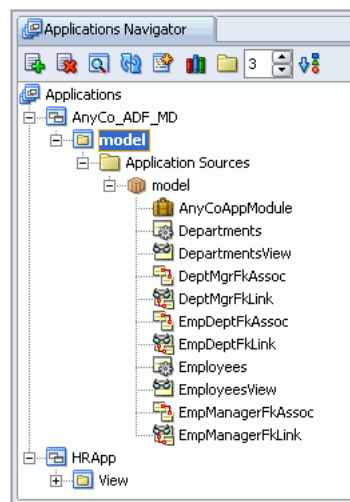 Applications Navigator
3
Applications
AnyCo_ADF_MD
model
Application Sources
model
AnyCoAppModule
Departments
DepartmentsView
DeptMgrFkAssoc
DeptMgrFkLink
EmpDeptFkAssoc
EmpDeptFkLink
Employees
EmployeesView
EmpManagerFkAssoc
EmpManagerFkLink
HRApp
View